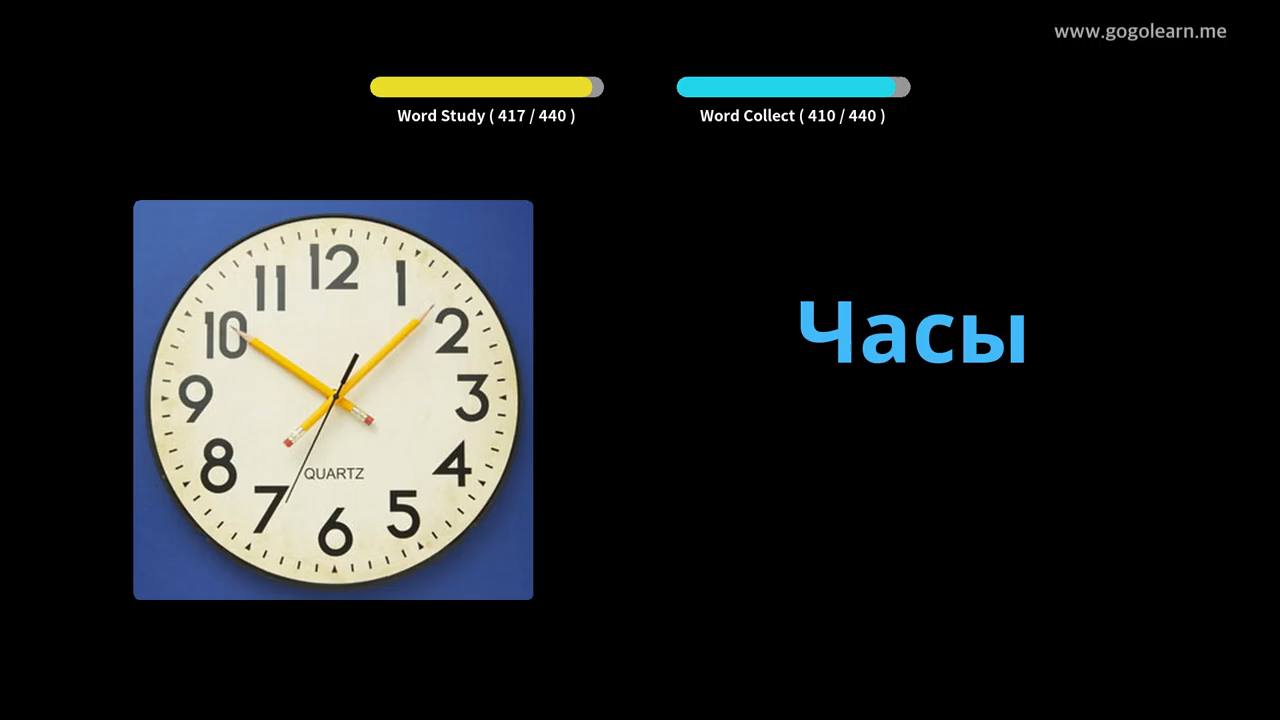 www.gogolearn.me
Word Study ( 417 / 440 )
Word Collect ( 410 / 440 )
12
11
1
10
2
9
3
8
4
7
5
6
QUARTZ
Часы